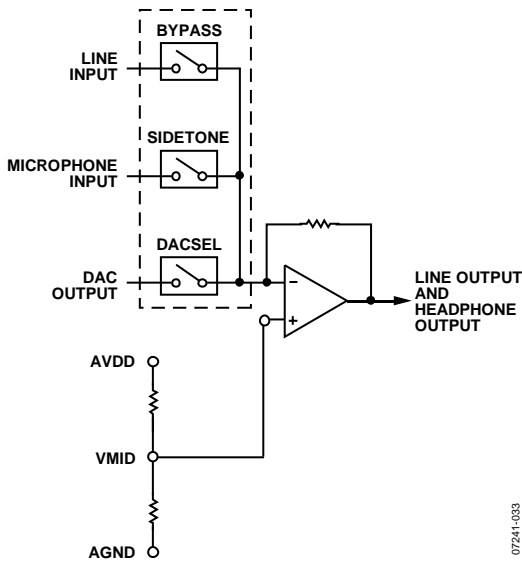 BYPASS
LINE
INPUT
SIDETONE
MICROPHONE
INPUT
DACSEL
DAC
OUTPUT
−
+
LINE OUTPUT
AND
HEADPHONE
OUTPUT
AVDD
VMID
AGND
07241-033